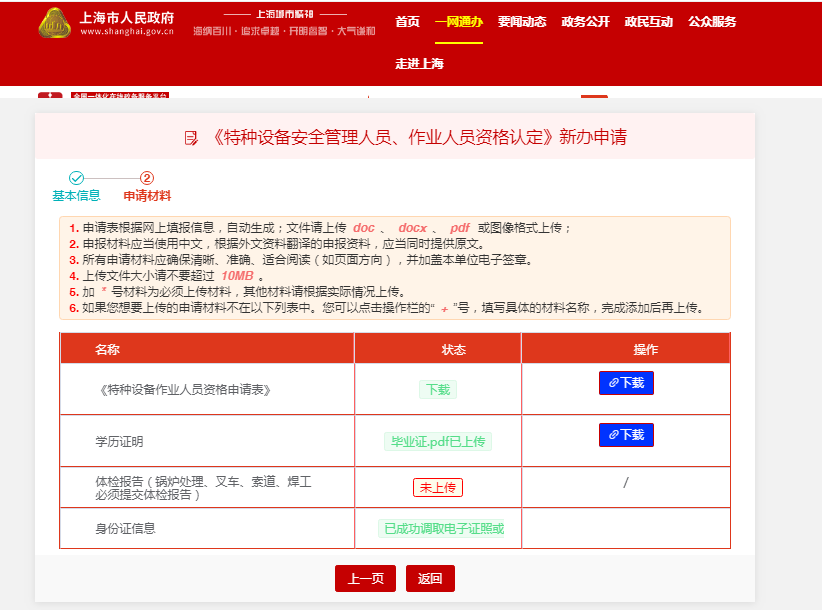 上海市人民政府
www.shanghai.gov.cn
上海城市精神
海纳百川·追求卓越·开明睿智·大气谦和
首页 一网通办 要闻动态 政务公开 政民互动 公众服务
走进上海
《特种设备安全管理人员、作业人员资格认定》新办申请
② 
基本信息 申请材料
1. 申请表根据网上填报信息，自动生成；文件请上传 doc 、 docx 、 pdf 或图像格式上传；
2. 申报材料应当使用中文，根据外文资料翻译的申报资料，应当同时提供原文。
3. 所有申请材料应确保清晰、准确、适合阅读（如页面方向），并加盖本单位电子签章。
4. 上传文件大小请不要超过 10MB 。
5. 加 * 号材料为必须上传材料，其他材料请根据实际情况上传。
6. 如果您想要上传的申请材料不在以下列表中。您可以点击操作栏的“ + ”号，填写具体的材料名称，完成添加后再上传。
名称 状态 操作
《特种设备作业人员资格申请表》 下载 下载
学历证明 毕业证.pdf已上传 下载
体检报告（锅炉处理、叉车、索道、焊工
必须提交体检报告） 未上传 /
身份证信息 已成功调取电子证照或
上一页 返回